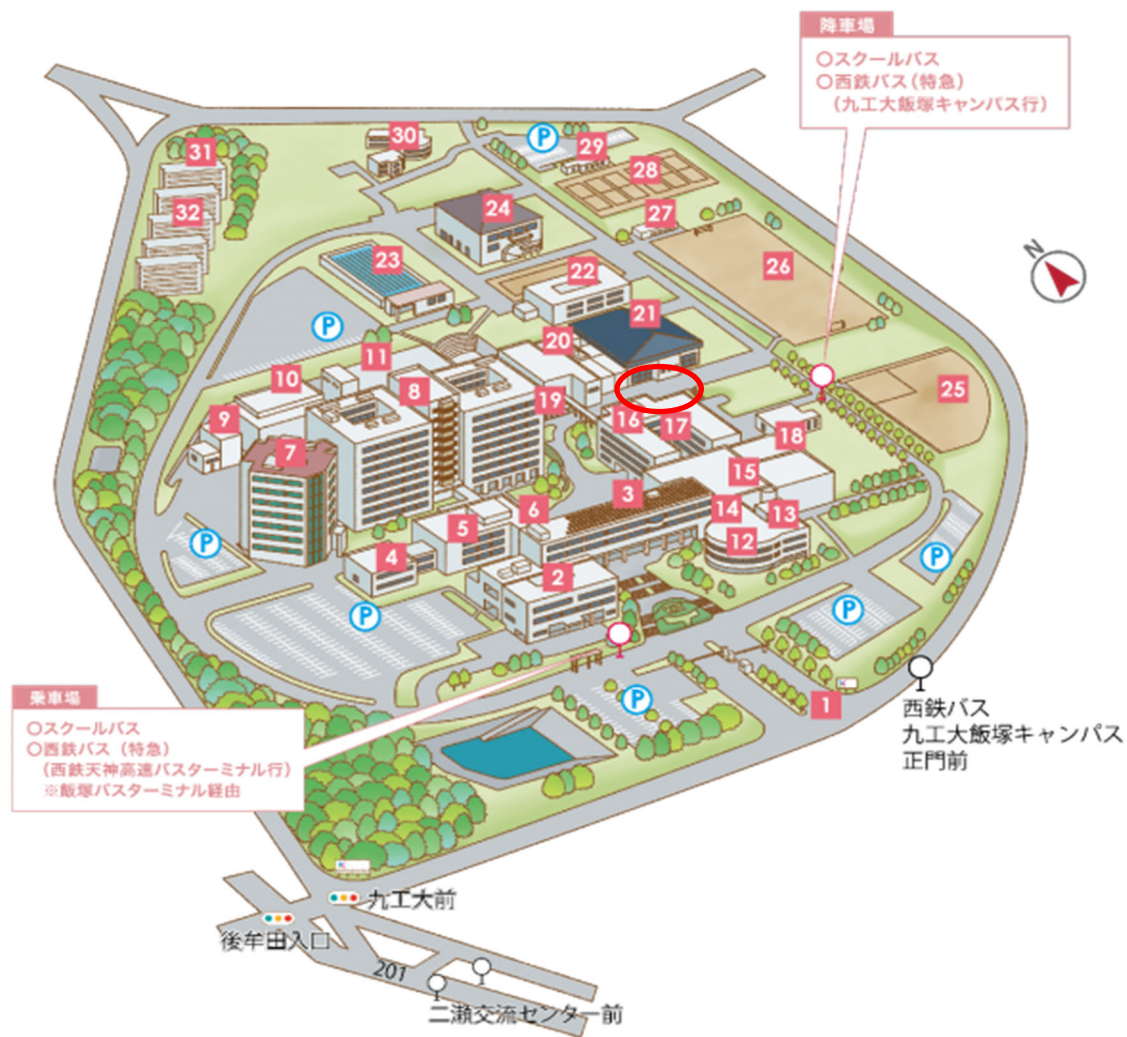 降車場
○スクールバス
○西鉄バス(特急)
(九工大飯塚キャンパス行)
N
30
P
29
31
28
32
24
27
23
22
26
P
21
20
11
10
8
25
19
9
16
17
18
7
15
3
14
13
6
5
12
P
4
P
2
P
P
P
1
西鉄バス
九工大飯塚キャンパス
正門前
乗車場
○スクールバス
○西鉄バス(特急)
(西鉄天神高速バスターミナル行)
※飯塚バスターミナル経由
九工大前
後牟田入口
201
二瀬交流センター前